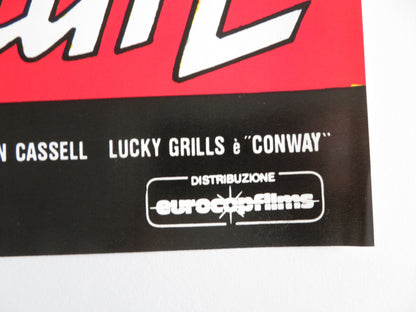 N CASSELL LUCKY GRILLS è "CONWAY"
DISTRIBUZIONE
eurocopfilms